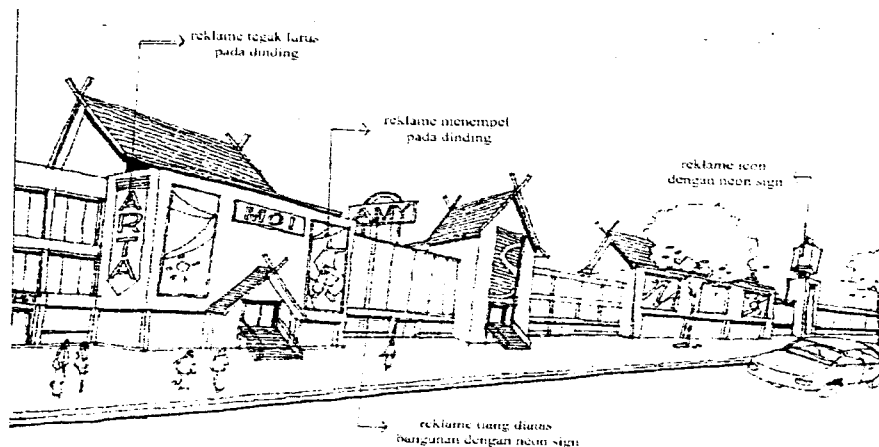 reklame tegak lurus
pada dinding
reklame menempel
pada dinding
reklame icon
dengan neon sign
ARTA
MOI
AMY
reklame tiang diatas
bangunan dengan neon sign